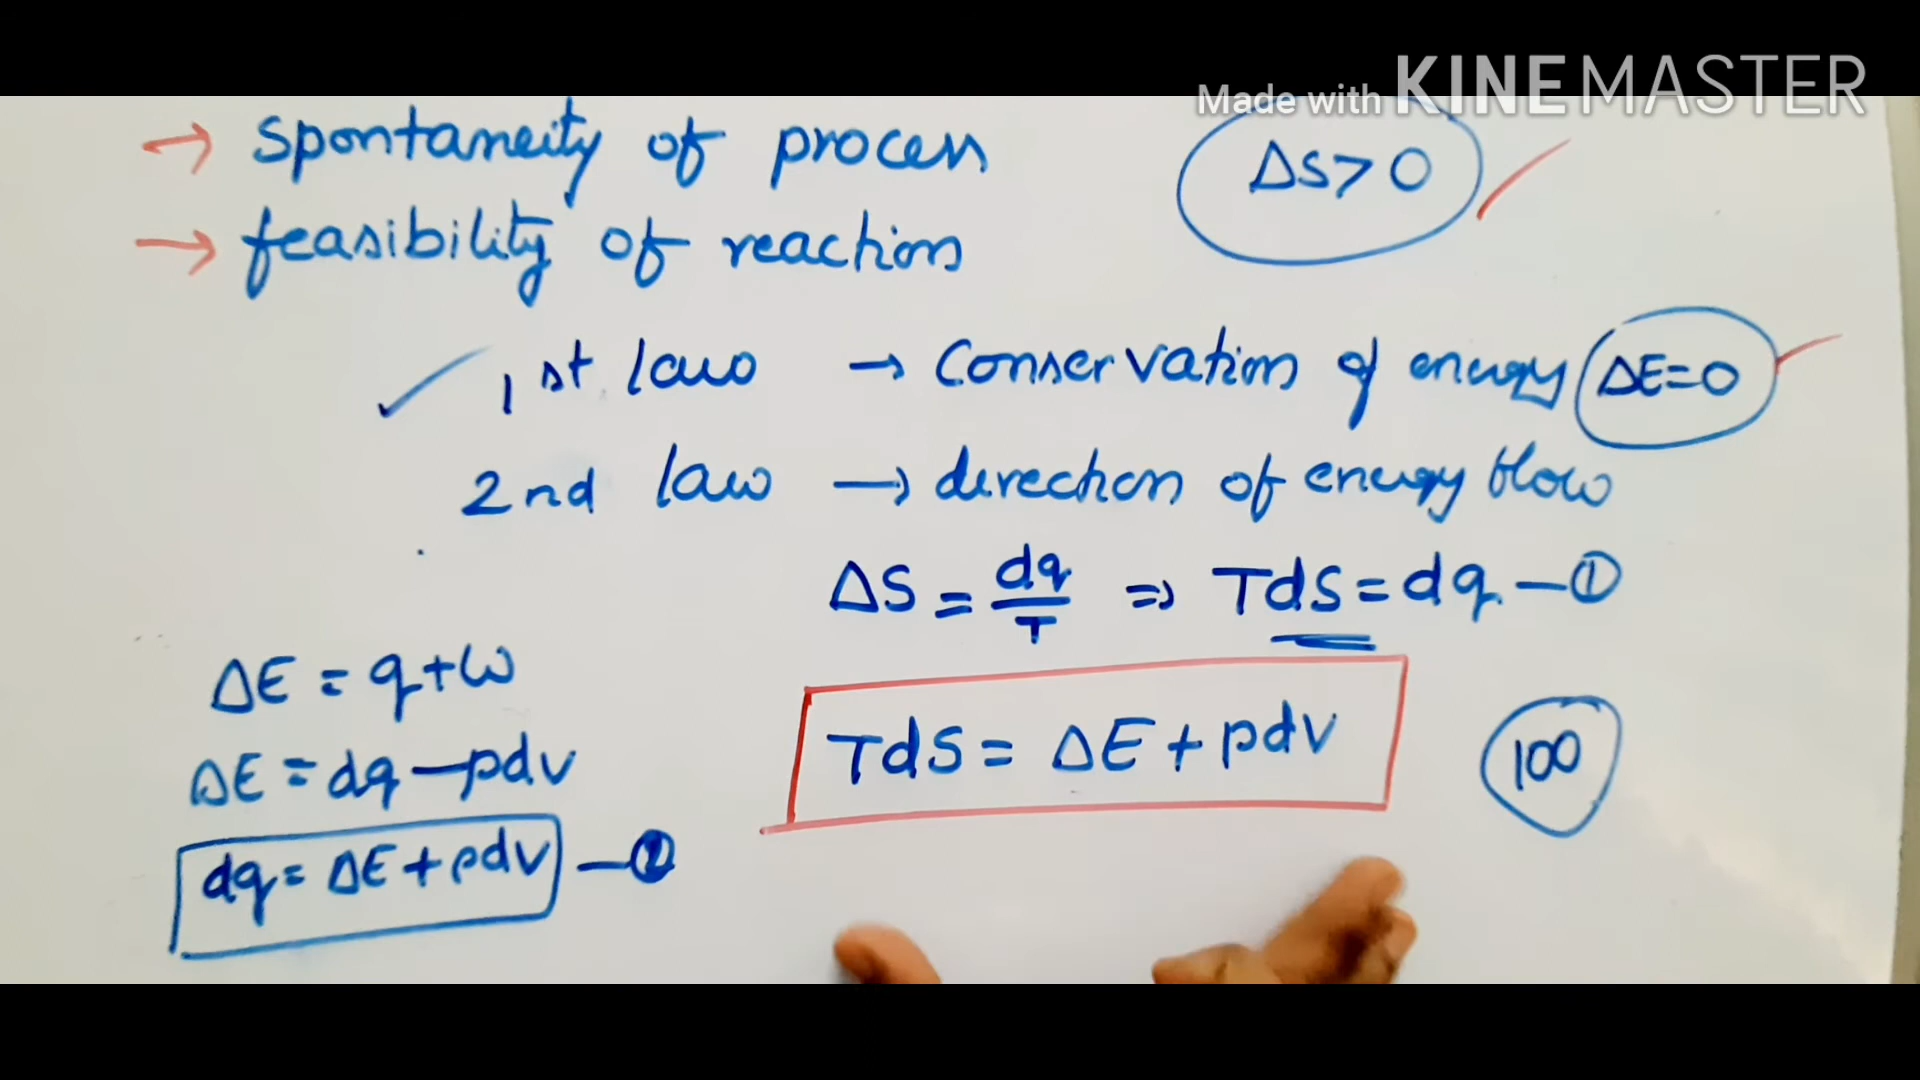 Made with KINEMASTER
→ spontaneity of process ΔS>0
→ feasibility of reaction
✓ 1st law → Conservation of energy ΔE=0
2nd law → direction of energy flow
ΔS = dq/T ⇒ TdS = dq - ①
ΔE = q+w
TdS = ΔE + pdv
100
ΔE = dq - pdv
dq = ΔE + pdv - ②